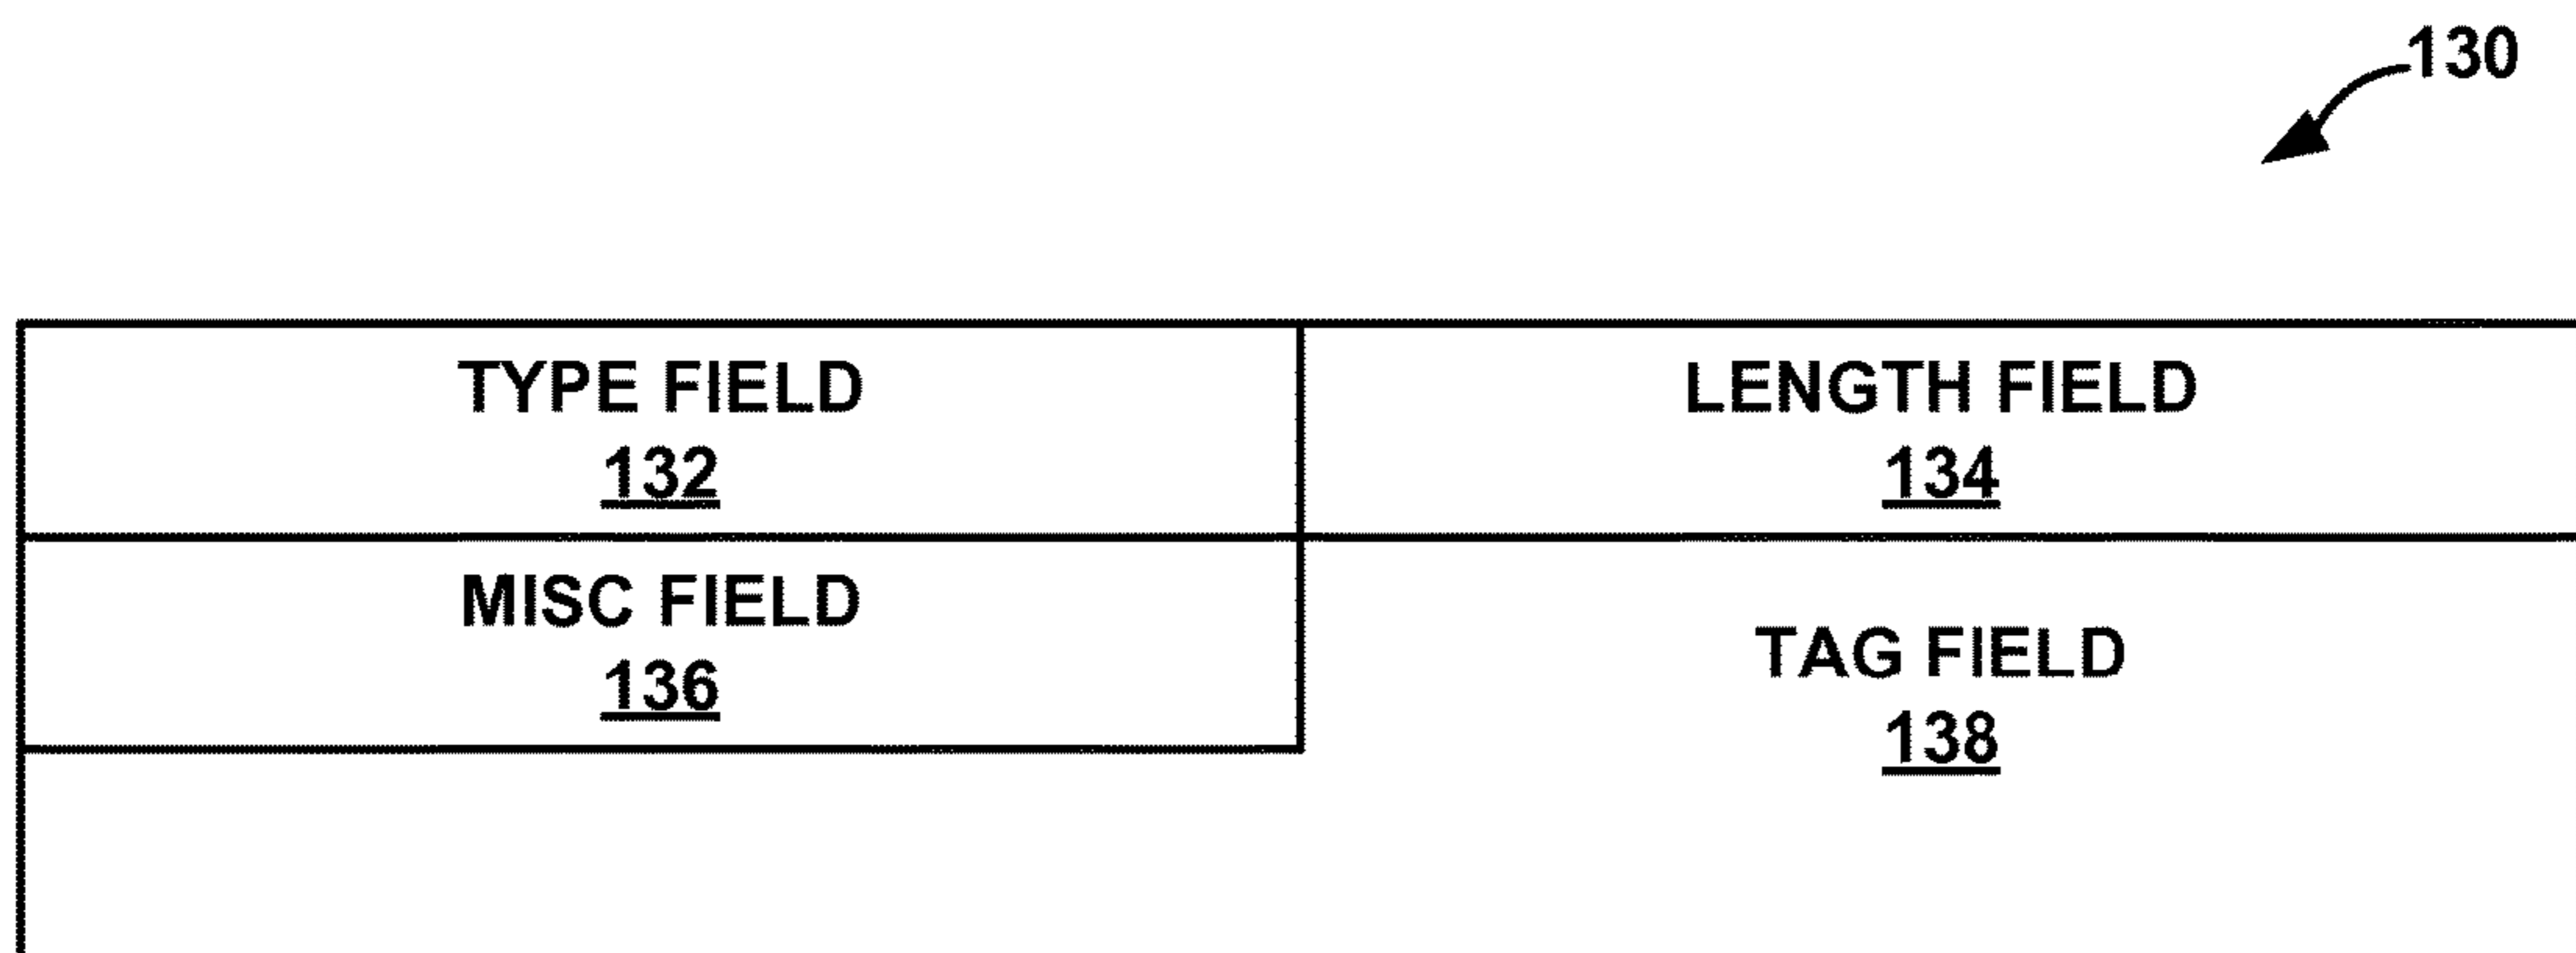 130
TYPE FIELD
132
LENGTH FIELD
134
MISC FIELD
136
TAG FIELD
138